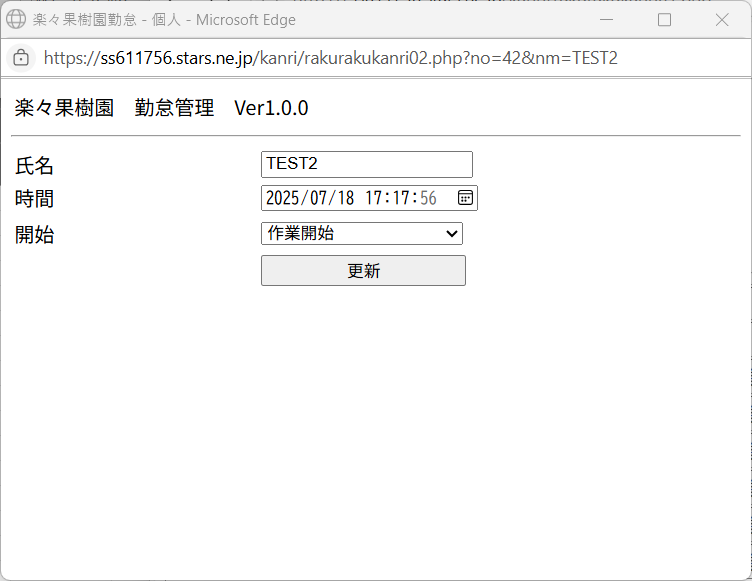 楽々果樹園勤怠 - 個人 - Microsoft Edge
https://ss611756.stars.ne.jp/kanri/rakurakukanri02.php?no=42&nm=TEST2
楽々果樹園　勤怠管理　Ver1.0.0
氏名 TEST2
時間 2025/07/18 17:17:56
開始 作業開始
更新